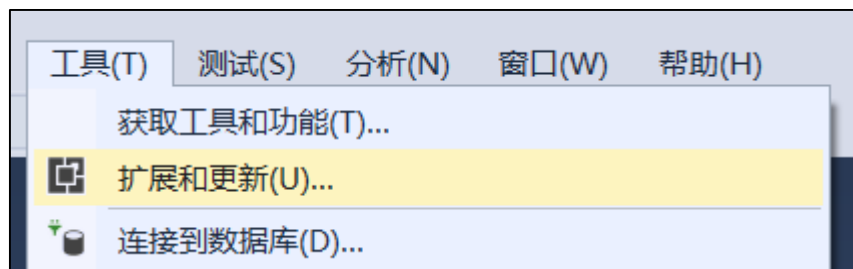 工具(T) 测试(S) 分析(N) 窗口(W) 帮助(H)
获取工具和功能(T)...
扩展和更新(U)...
连接到数据库(D)...